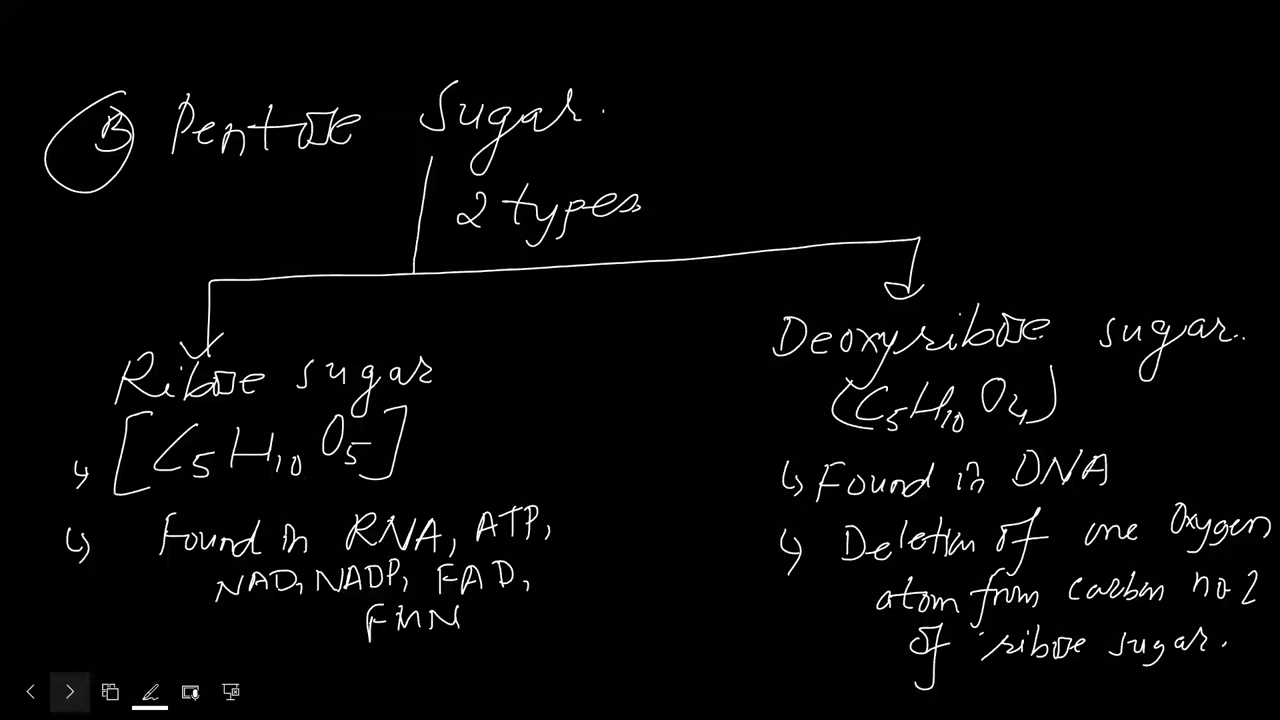 B Pentose Sugar.
2 types
Ribose sugar
[C5H10O5]
Found in RNA, ATP,
NAD, NADP, FAD,
FMN
Deoxyribose sugar..
(C5H10O4)
↳ Found in DNA
↳ Deletion of one Oxygen
atom from carbon no 2
of ribose sugar.